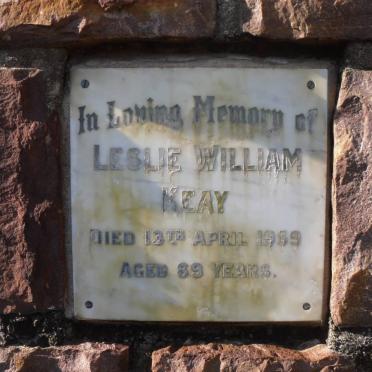 In Loving Memory of
LESLIE WILLIAM
KEAY
DIED 13TH APRIL 1969
AGED 89 YEARS.